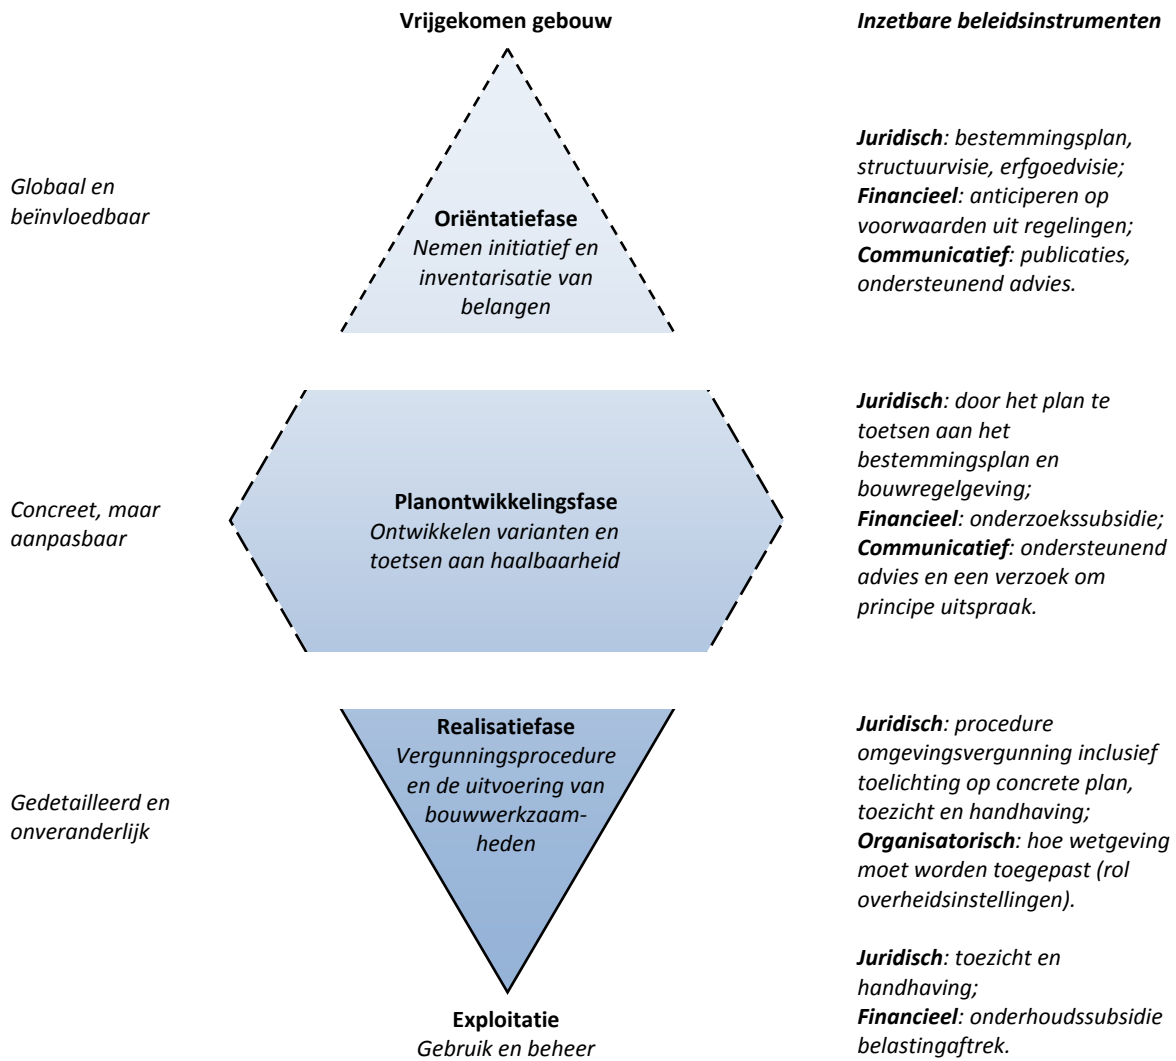 Vrijgekomen gebouw
Inzetbare beleidsinstrumenten
Globaal en
beïnvloedbaar
Oriëntatiefase
Nemen initiatief en
inventarisatie van
belangen
Juridisch: bestemmingsplan,
structuurvisie, erfgoedvisie;
Financieel: anticiperen op
voorwaarden uit regelingen;
Communicatief: publicaties,
ondersteunend advies.
Concreet, maar
aanpasbaar
Planontwikkelingsfase
Ontwikkelen varianten en
toetsen aan haalbaarheid
Juridisch: door het plan te
toetsen aan het
bestemmingsplan en
bouwregelgeving;
Financieel: onderzoekssubsidie;
Communicatief: ondersteunend
advies en een verzoek om
principe uitspraak.
Gedetailleerd en
onveranderlijk
Realisatiefase
Vergunningsprocedure
en de uitvoering van
bouwwerkzaam-
heden
Juridisch: procedure
omgevingsvergunning inclusief
toelichting op concrete plan,
toezicht en handhaving;
Organisatorisch: hoe wetgeving
moet worden toegepast (rol
overheidsinstellingen).
Exploitatie
Gebruik en beheer
Juridisch: toezicht en
handhaving;
Financieel: onderhoudssubsidie
belastingaftrek.